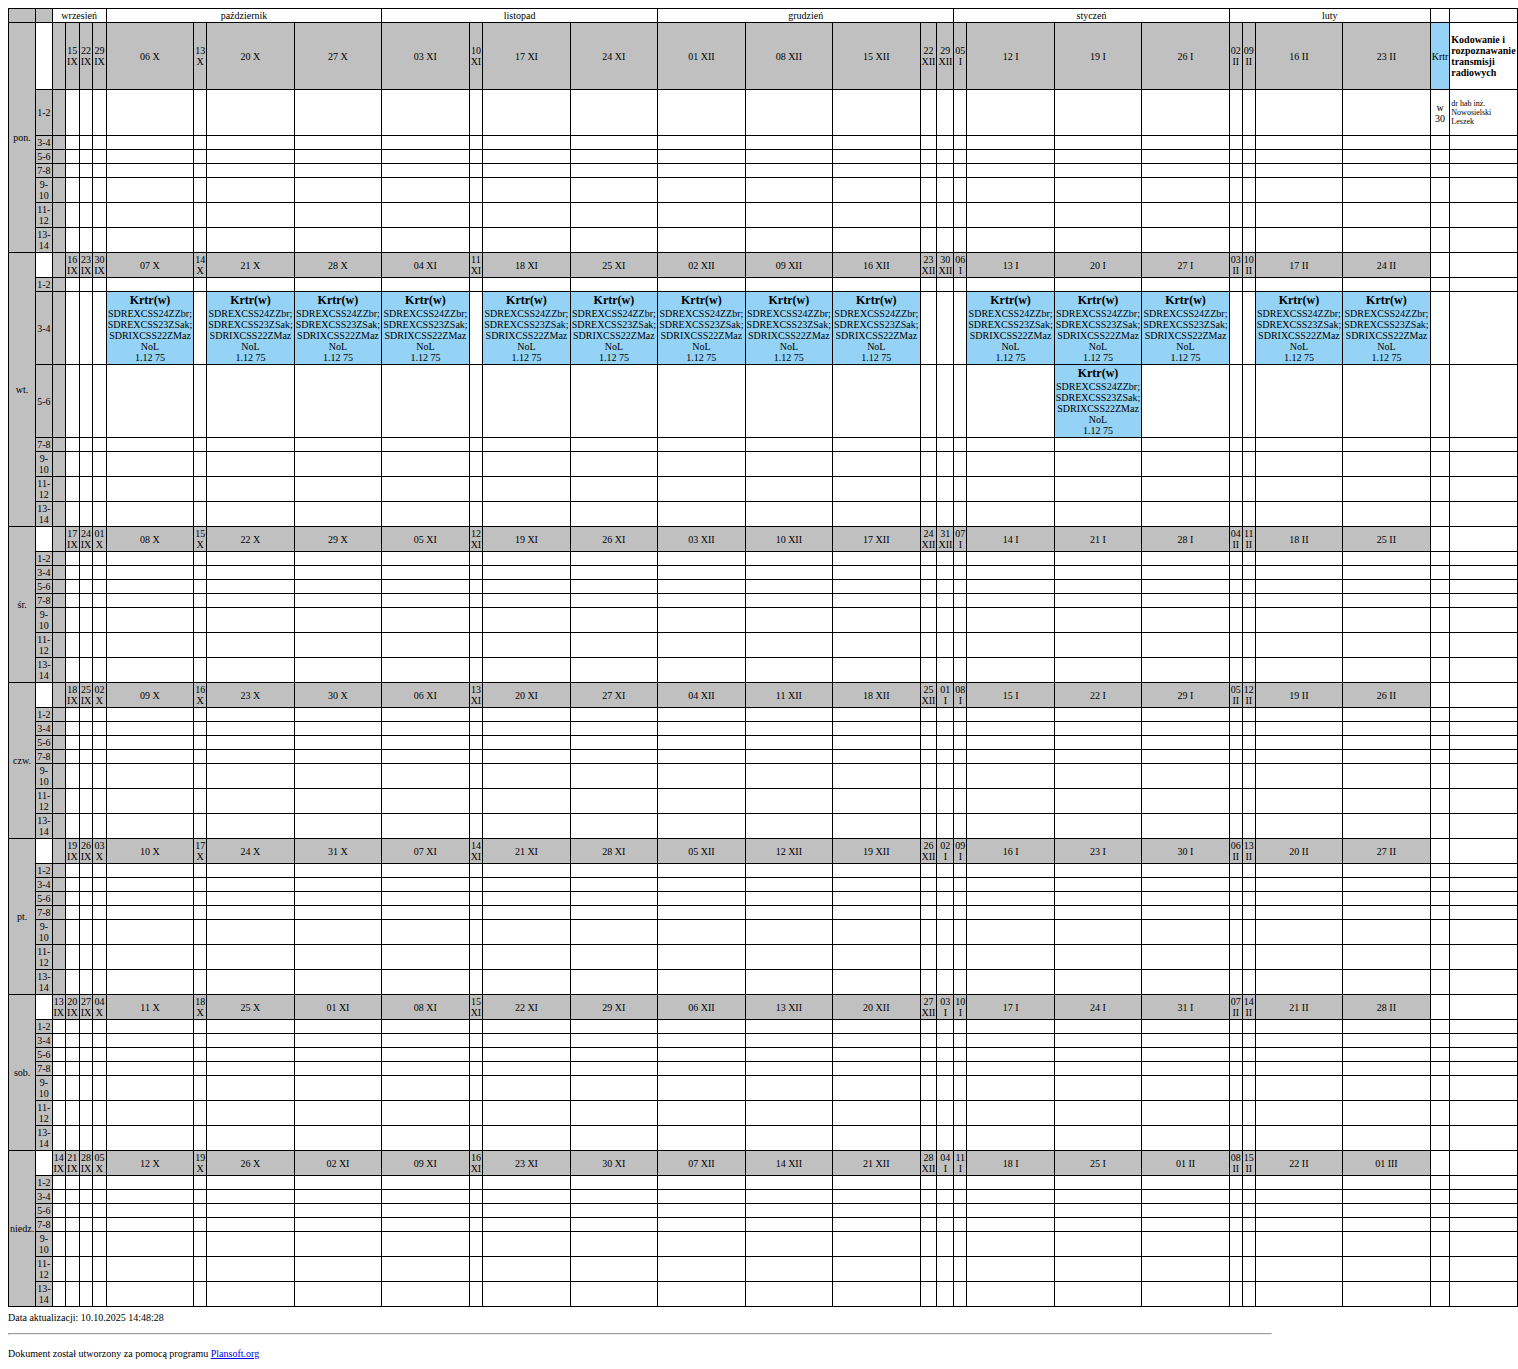 wrzesień październik listopad grudzień styczeń luty
pon. 15 IX 22 IX 29 IX 06 X 13 X 20 X 27 X 03 XI 10 XI 17 XI 24 XI 01 XII 08 XII 15 XII 22 XII 29 XII 05 I 12 I 19 I 26 I 02 II 09 II 16 II 23 II Krtr Kodowanie i rozpoznawanie transmisji radiowych
1-2 w 30 dr hab inż. Nowosielski Leszek
3-4
5-6
7-8
9-10
11-12
13-14
wt. 16 IX 23 IX 30 IX 07 X 14 X 21 X 28 X 04 XI 11 XI 18 XI 25 XI 02 XII 09 XII 16 XII 23 XII 30 XII 06 I 13 I 20 I 27 I 03 II 10 II 17 II 24 II
1-2
3-4 Krtr(w) Krtr(w) Krtr(w) Krtr(w) Krtr(w) Krtr(w) Krtr(w) Krtr(w) Krtr(w) Krtr(w) Krtr(w) Krtr(w) Krtr(w) Krtr(w)
SDREXCSS24ZZbr; SDREXCSS24ZZbr; SDREXCSS24ZZbr; SDREXCSS24ZZbr; SDREXCSS24ZZbr; SDREXCSS24ZZbr; SDREXCSS24ZZbr; SDREXCSS24ZZbr; SDREXCSS24ZZbr; SDREXCSS24ZZbr; SDREXCSS24ZZbr; SDREXCSS24ZZbr; SDREXCSS24ZZbr; SDREXCSS24ZZbr;
SDREXCSS23ZSak; SDREXCSS23ZSak; SDREXCSS23ZSak; SDREXCSS23ZSak; SDREXCSS23ZSak; SDREXCSS23ZSak; SDREXCSS23ZSak; SDREXCSS23ZSak; SDREXCSS23ZSak; SDREXCSS23ZSak; SDREXCSS23ZSak; SDREXCSS23ZSak; SDREXCSS23ZSak; SDREXCSS23ZSak;
SDRIXCSS22ZMaz SDRIXCSS22ZMaz SDRIXCSS22ZMaz SDRIXCSS22ZMaz SDRIXCSS22ZMaz SDRIXCSS22ZMaz SDRIXCSS22ZMaz SDRIXCSS22ZMaz SDRIXCSS22ZMaz SDRIXCSS22ZMaz SDRIXCSS22ZMaz SDRIXCSS22ZMaz SDRIXCSS22ZMaz SDRIXCSS22ZMaz
NoL NoL NoL NoL NoL NoL NoL NoL NoL NoL NoL NoL NoL NoL
1.12 75 1.12 75 1.12 75 1.12 75 1.12 75 1.12 75 1.12 75 1.12 75 1.12 75 1.12 75 1.12 75 1.12 75 1.12 75 1.12 75
5-6 Krtr(w)
SDREXCSS24ZZbr;
SDREXCSS23ZSak;
SDRIXCSS22ZMaz
NoL
1.12 75
7-8
9-10
11-12
13-14
śr. 17 IX 24 IX 01 X 08 X 15 X 22 X 29 X 05 XI 12 XI 19 XI 26 XI 03 XII 10 XII 17 XII 24 XII 31 XII 07 I 14 I 21 I 28 I 04 II 11 II 18 II 25 II
1-2
3-4
5-6
7-8
9-10
11-12
13-14
czw. 18 IX 25 IX 02 X 09 X 16 X 23 X 30 X 06 XI 13 XI 20 XI 27 XI 04 XII 11 XII 18 XII 25 XII 01 I 08 I 15 I 22 I 29 I 05 II 12 II 19 II 26 II
1-2
3-4
5-6
7-8
9-10
11-12
13-14
pt. 19 IX 26 IX 03 X 10 X 17 X 24 X 31 X 07 XI 14 XI 21 XI 28 XI 05 XII 12 XII 19 XII 26 XII 02 I 09 I 16 I 23 I 30 I 06 II 13 II 20 II 27 II
1-2
3-4
5-6
7-8
9-10
11-12
13-14
sob. 13 IX 20 IX 27 IX 04 X 11 X 18 X 25 X 01 XI 08 XI 15 XI 22 XI 29 XI 06 XII 13 XII 20 XII 27 XII 03 I 10 I 17 I 24 I 31 I 07 II 14 II 21 II 28 II
1-2
3-4
5-6
7-8
9-10
11-12
13-14
niedz 14 IX 21 IX 28 IX 05 X 12 X 19 X 26 X 02 XI 09 XI 16 XI 23 XI 30 XI 07 XII 14 XII 21 XII 28 XII 04 I 11 I 18 I 25 I 01 II 08 II 15 II 22 II 01 III
1-2
3-4
5-6
7-8
9-10
11-12
13-14
Data aktualizacji: 10.10.2025 14:48:28
Dokument został utworzony za pomocą programu Plansoft.org